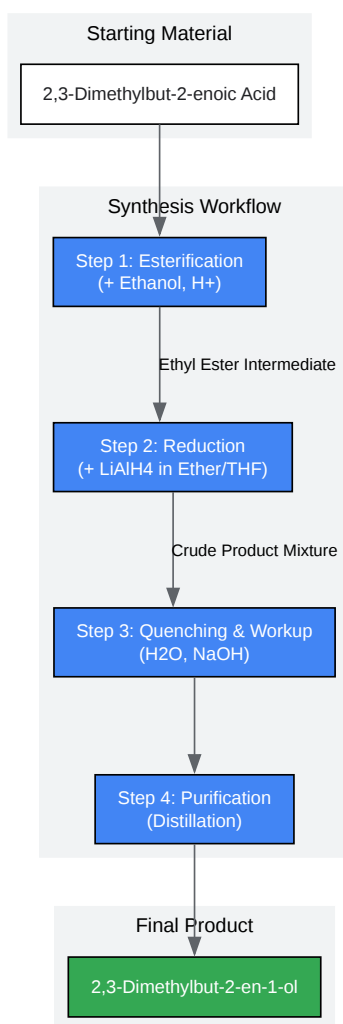 Starting Material
2,3-Dimethylbut-2-enoic Acid
Synthesis Workflow
Step 1: Esterification
(+ Ethanol, H+)
Ethyl Ester Intermediate
Step 2: Reduction
(+ LiAlH4 in Ether/THF)
Crude Product Mixture
Step 3: Quenching & Workup
(H2O, NaOH)
Step 4: Purification
(Distillation)
Final Product
2,3-Dimethylbut-2-en-1-ol